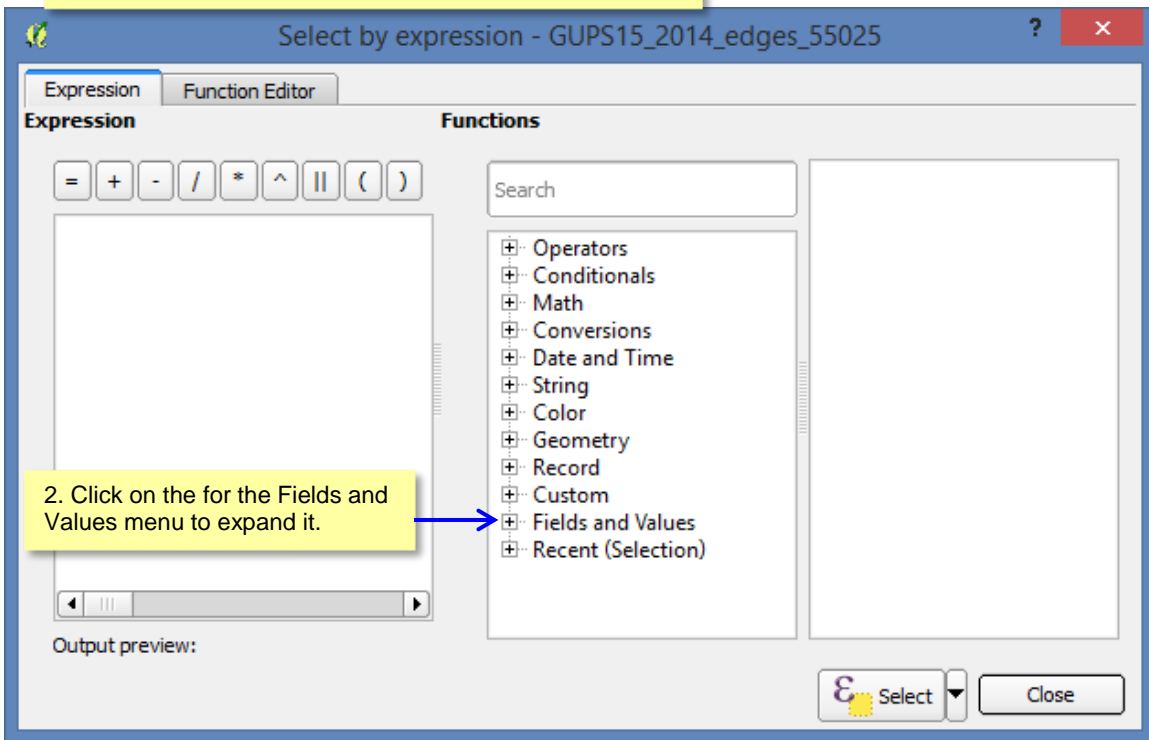 Select by expression - GUPS15_2014_edges_55025 ? ×
Expression Function Editor
Expression Functions
= + - / * ^ || ( )
Search
Operators
Conditionals
Math
Conversions
Date and Time
String
Color
Geometry
Record
Custom
Fields and Values
Recent (Selection)
2. Click on the for the Fields and
Values menu to expand it.
Output preview:
ε Select Close